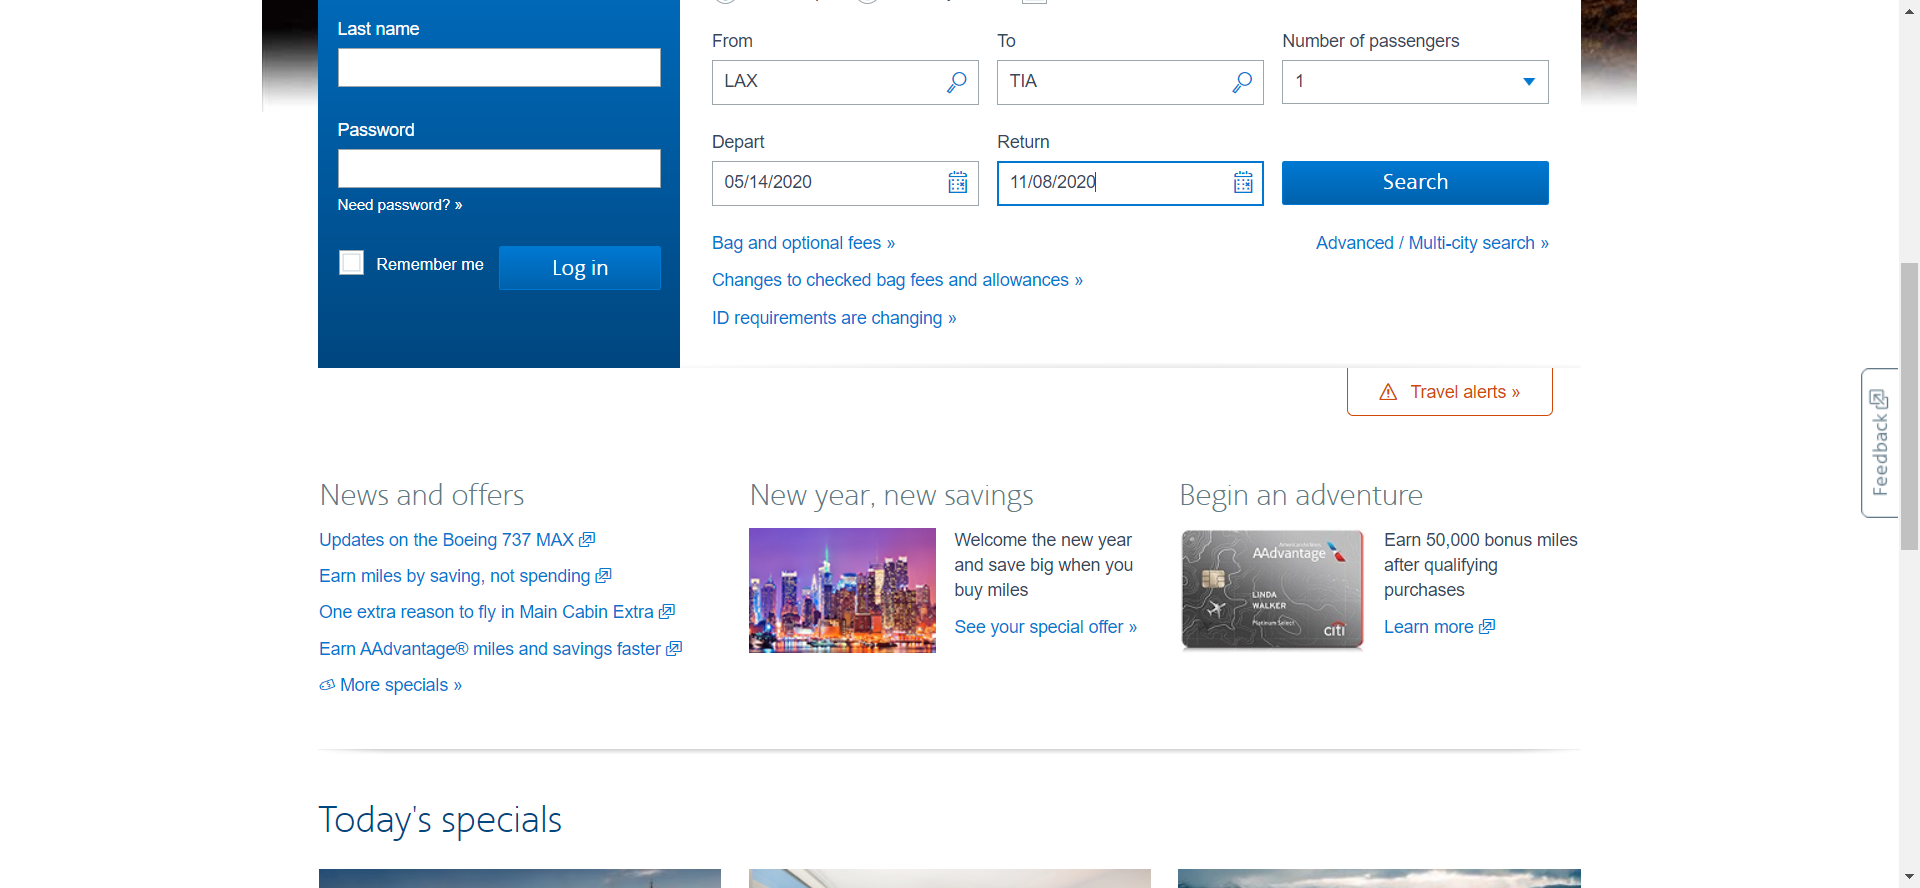 Last name
Password
Need password? »
Remember me
Log in
From
To
Number of passengers
LAX
TIA
1
Depart
Return
05/14/2020
11/08/2020
Search
Bag and optional fees »
Advanced / Multi-city search »
Changes to checked bag fees and allowances »
ID requirements are changing »
Travel alerts »
Feedback
News and offers
Updates on the Boeing 737 MAX
Earn miles by saving, not spending
One extra reason to fly in Main Cabin Extra
Earn AAdvantage® miles and savings faster
More specials »
New year, new savings
Welcome the new year
and save big when you
buy miles
See your special offer »
Begin an adventure
AAdvantage
LINDA
WALKER
Platinum Select
citi
Earn 50,000 bonus miles
after qualifying
purchases
Learn more
Today's specials